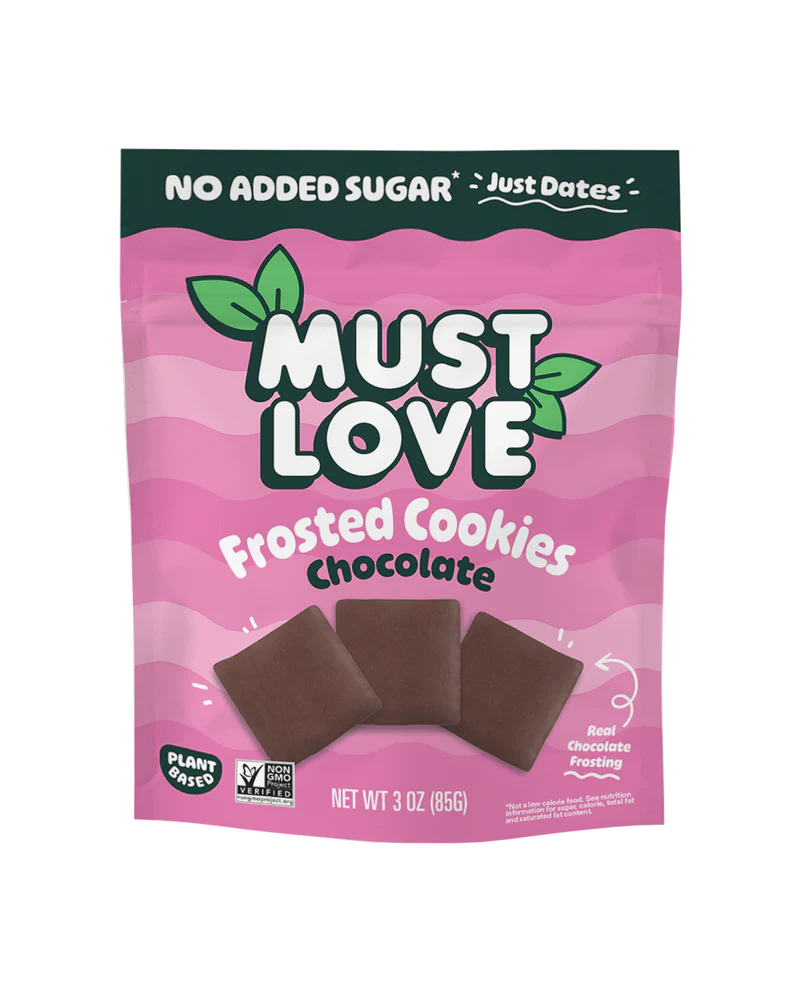 NO ADDED SUGAR* Just Dates
MUST
LOVE
Frosted Cookies
Chocolate
Real
Chocolate
Frosting
PLANT
BASED
NON
GMO
Project
VERIFIED
nongmoproject.org
NET WT 3 OZ (85G)
*Not a low calorie food. See nutrition
information for sugar, calorie, total fat
and saturated fat content.